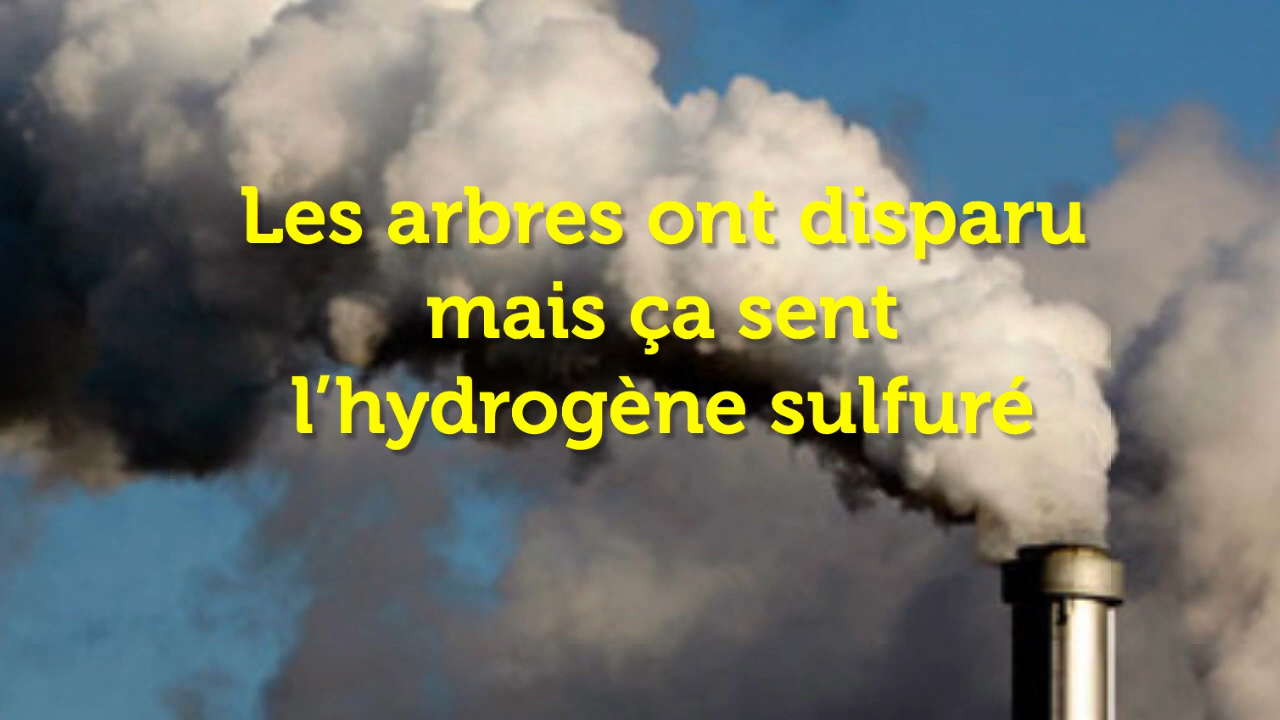 Les arbres ont disparu
mais ça sent
l’hydrogène sulfuré